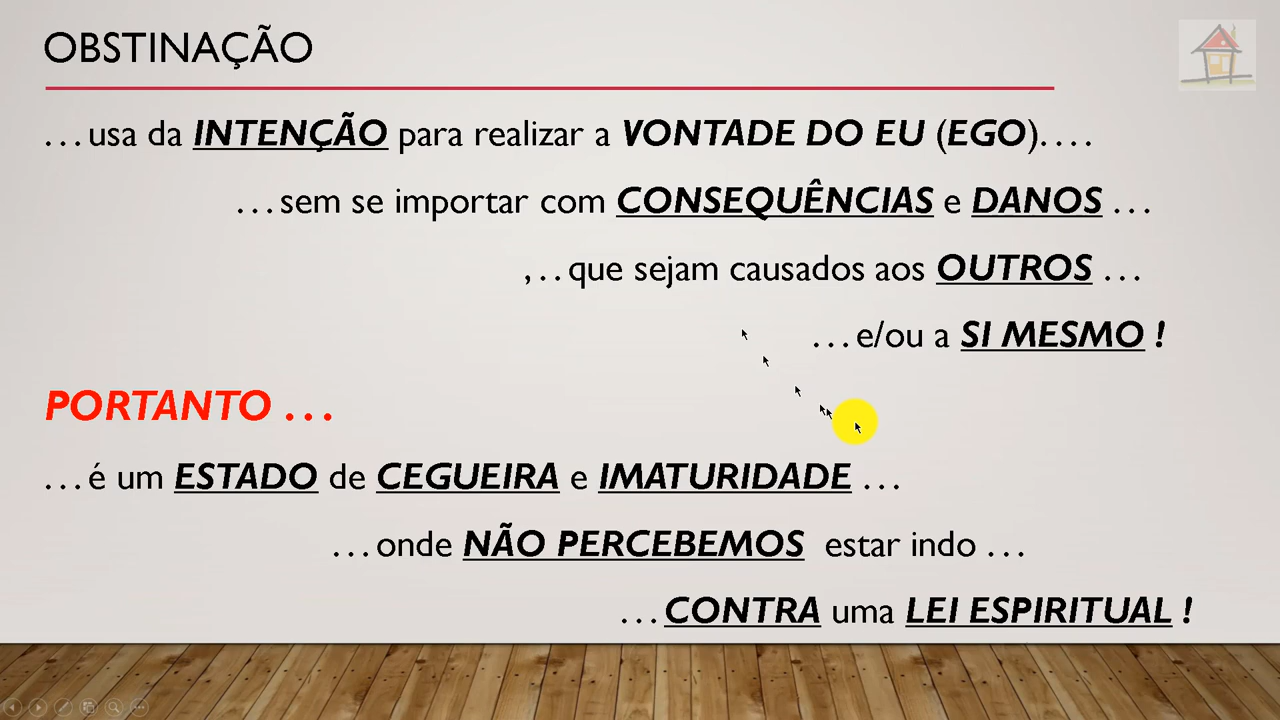 OBSTINAÇÃO
...usa da INTENÇÃO para realizar a VONTADE DO EU (EGO)....
...sem se importar com CONSEQUÊNCIAS e DANOS ...
,..que sejam causados aos OUTROS ...
...e/ou a SI MESMO !
PORTANTO ...
...é um ESTADO de CEGUEIRA e IMATURIDADE ...
...onde NÃO PERCEBEMOS estar indo ...
...CONTRA uma LEI ESPIRITUAL !